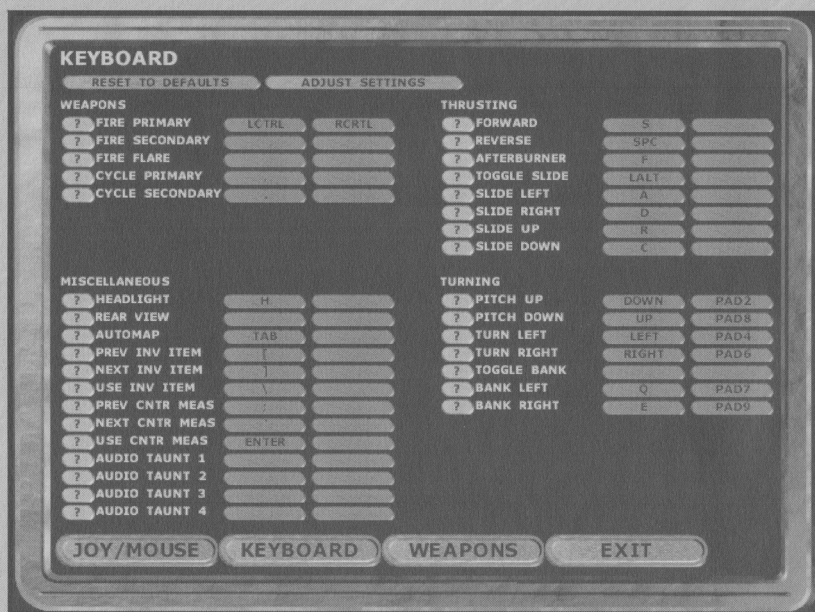 KEYBOARD
RESET TO DEFAULTS ADJUST SETTINGS
WEAPONS
? FIRE PRIMARY LCTRL RCRTL
? FIRE SECONDARY
? FIRE FLARE
? CYCLE PRIMARY
? CYCLE SECONDARY
THRUSTING
? FORWARD S
? REVERSE SPC
? AFTERBURNER F
? TOGGLE SLIDE LALT
? SLIDE LEFT A
? SLIDE RIGHT D
? SLIDE UP R
? SLIDE DOWN C
MISCELLANEOUS
? HEADLIGHT H
? REAR VIEW
? AUTOMAP TAB
? PREV INV ITEM [
? NEXT INV ITEM ]
? USE INV ITEM \
? PREV CNTR MEAS ;
? NEXT CNTR MEAS
? USE CNTR MEAS ENTER
? AUDIO TAUNT 1
? AUDIO TAUNT 2
? AUDIO TAUNT 3
? AUDIO TAUNT 4
TURNING
? PITCH UP DOWN PAD2
? PITCH DOWN UP PAD8
? TURN LEFT LEFT PAD4
? TURN RIGHT RIGHT PAD6
? TOGGLE BANK
? BANK LEFT Q PAD7
? BANK RIGHT E PAD9
JOY/MOUSE KEYBOARD WEAPONS EXIT